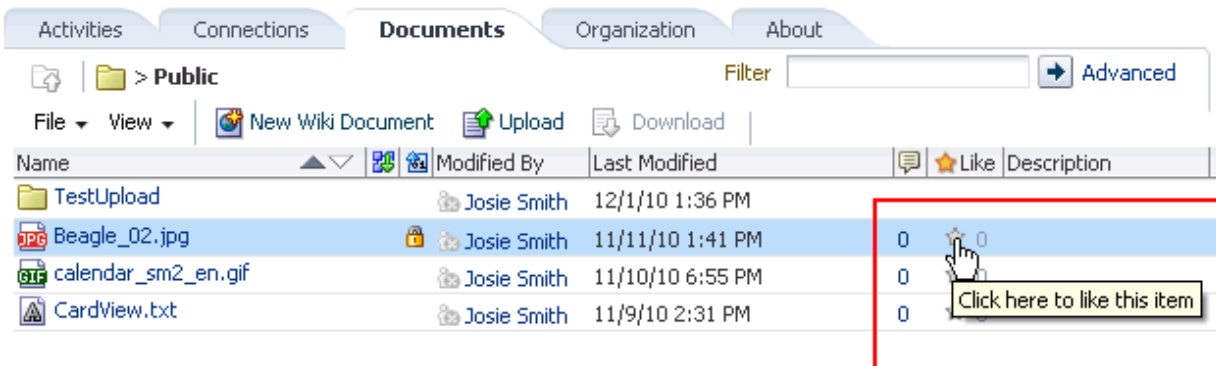 Activities Connections Documents Organization About
> Public Filter Advanced
File View New Wiki Document Upload Download
Name Modified By Last Modified Like Description
TestUpload Josie Smith 12/1/10 1:36 PM
JPG Beagle_02.jpg Josie Smith 11/11/10 1:41 PM 0 0
GIF calendar_sm2_en.gif Josie Smith 11/10/10 6:55 PM 0
Click here to like this item
A CardView.txt Josie Smith 11/9/10 2:31 PM 0